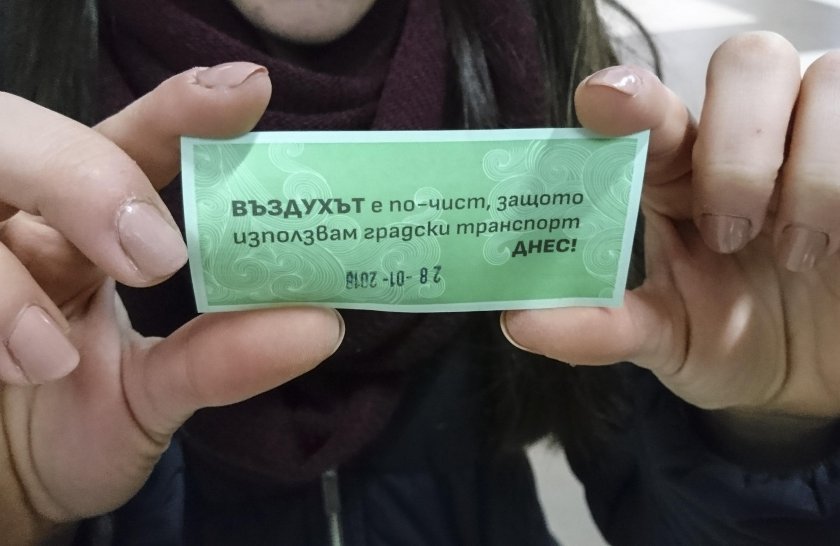 ВЪЗДУХЪТ е по-чист, защото
използвам градски транспорт
ДНЕС!
28-01-2018